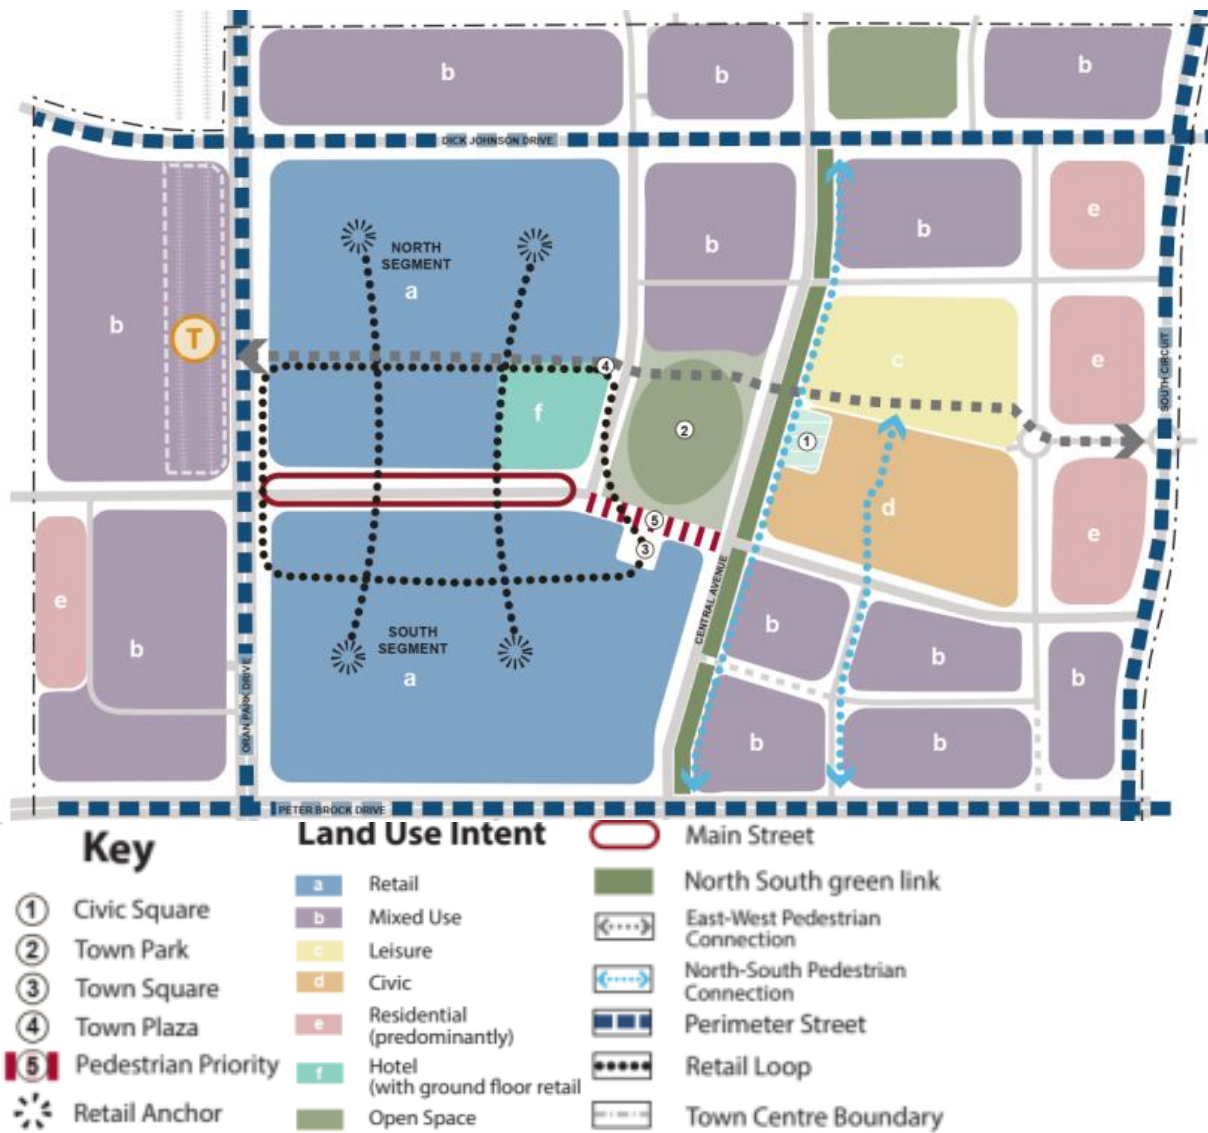 b
b
b
DICK JOHNSON DRIVE
NORTH
SEGMENT
a
b
b
e
b
T
4
f
2
c
1
e
SOUTH CIRCUIT
d
5
3
e
e
b
SOUTH
SEGMENT
a
CENTRAL AVENUE
b
b
b
b
b
ORAN PARK DRIVE
PETER BROCK DRIVE
Key
1 Civic Square
2 Town Park
3 Town Square
4 Town Plaza
5 Pedestrian Priority
Retail Anchor
Land Use Intent
a Retail
b Mixed Use
c Leisure
d Civic
e Residential
(predominantly)
f Hotel
(with ground floor retail
Open Space
Main Street
North South green link
East-West Pedestrian
Connection
North-South Pedestrian
Connection
Perimeter Street
Retail Loop
Town Centre Boundary